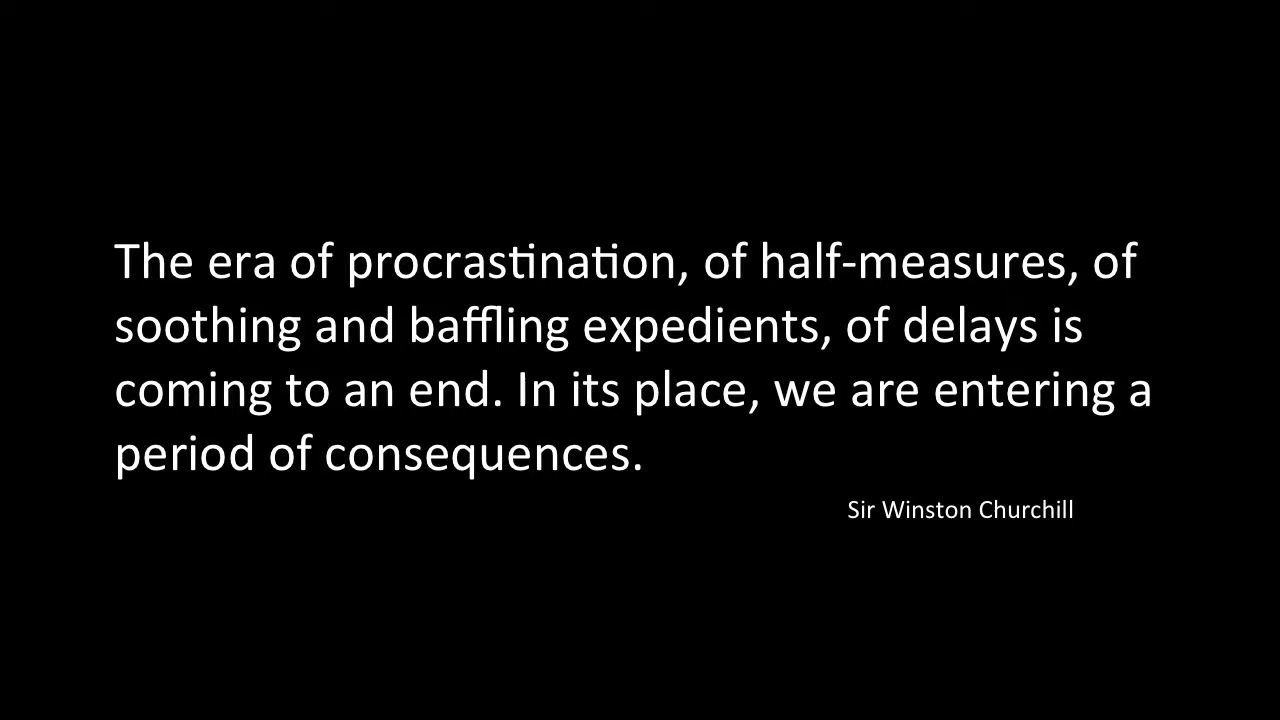 The era of procrastination, of half-measures, of
soothing and baffling expedients, of delays is
coming to an end. In its place, we are entering a
period of consequences.
Sir Winston Churchill